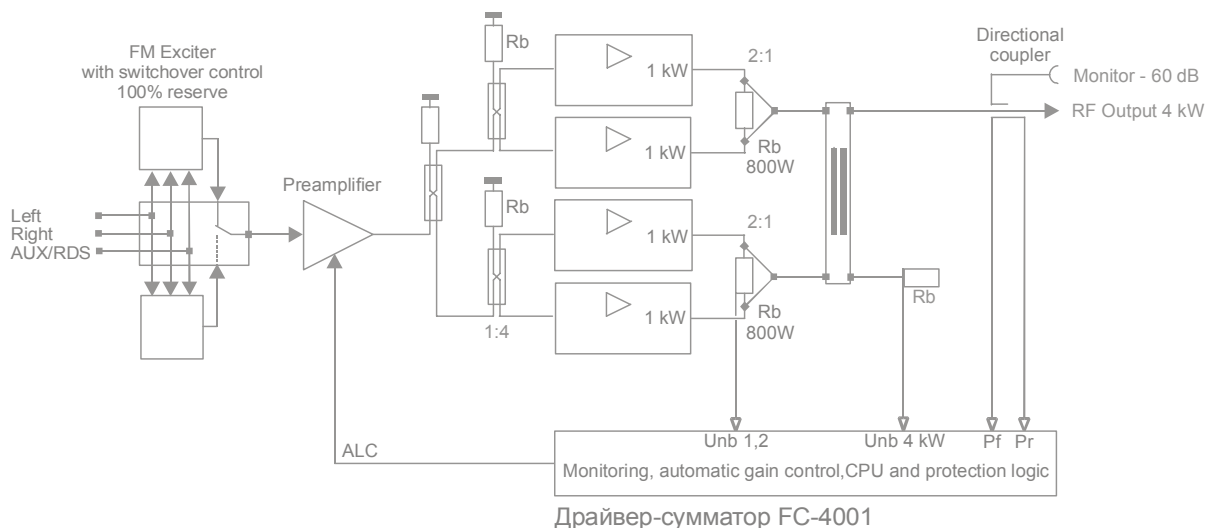 FM Exciter
with switchover control
100% reserve
Left
Right
AUX/RDS
Preamplifier
Rb
Rb
1:4
1 kW
1 kW
1 kW
1 kW
2:1
Rb
800W
2:1
Rb
800W
Rb
Directional
coupler
Monitor - 60 dB
RF Output 4 kW
ALC
Unb 1,2
Unb 4 kW
Pf
Pr
Monitoring, automatic gain control,CPU and protection logic
Драйвер-сумматор FC-4001